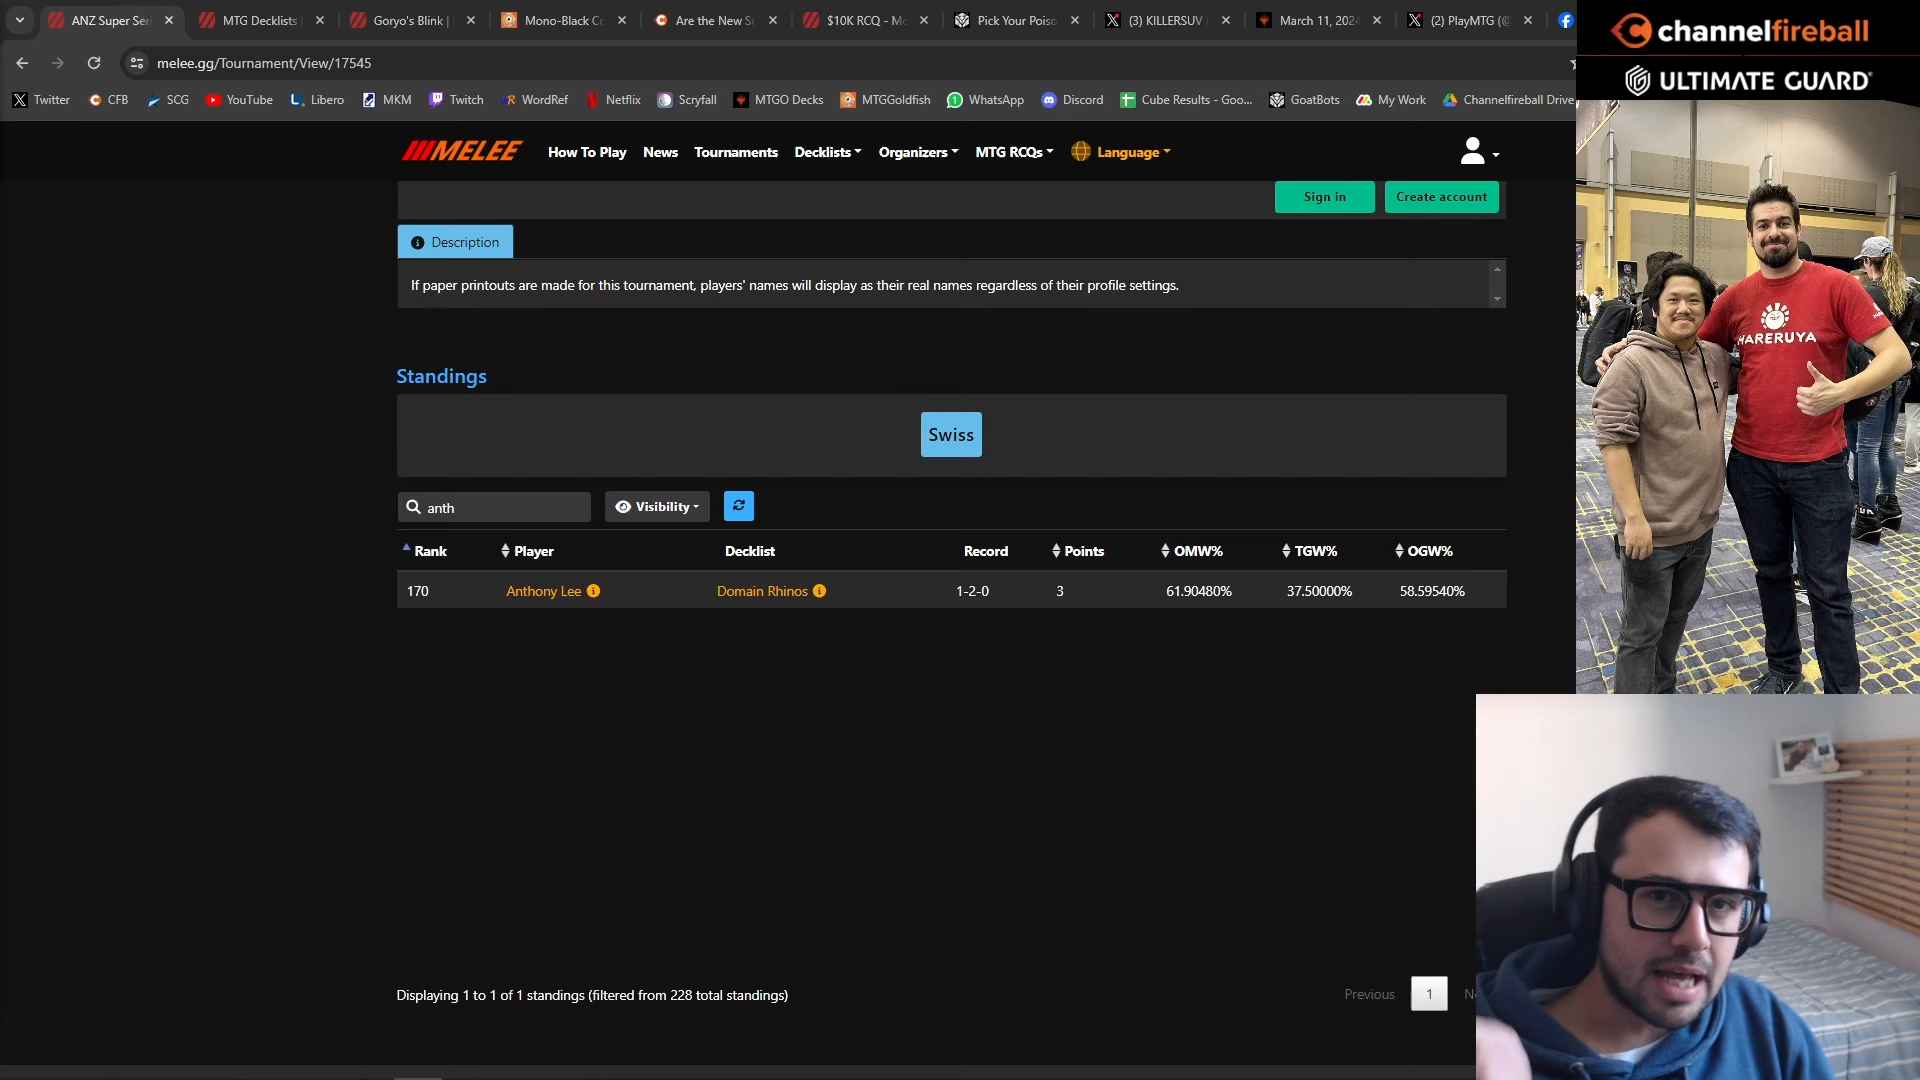 ANZ Super Seri
MTG Decklists
Goryo's Blink |
Mono-Black Co
Are the New Su
$10K RCQ - Mo
Pick Your Poiso
(3) KILLERSUV (
March 11, 2024
(2) PlayMTG (@
melee.gg/Tournament/View/17545
Twitter CFB SCG YouTube Libero MKM Twitch WordRef Netflix Scryfall MTGO Decks MTGGoldfish WhatsApp Discord Cube Results - Goo... GoatBots My Work Channelfireball Drive
channelfireball
ULTIMATE GUARD
MELEE How To Play News Tournaments Decklists Organizers MTG RCQs Language
Sign in Create account
Description
If paper printouts are made for this tournament, players' names will display as their real names regardless of their profile settings.
HARERUYA
Standings
Swiss
anth Visibility
Rank Player Decklist Record Points OMW% TGW% OGW%
170 Anthony Lee Domain Rhinos 1-2-0 3 61.90480% 37.50000% 58.59540%
Displaying 1 to 1 of 1 standings (filtered from 228 total standings)
Previous 1